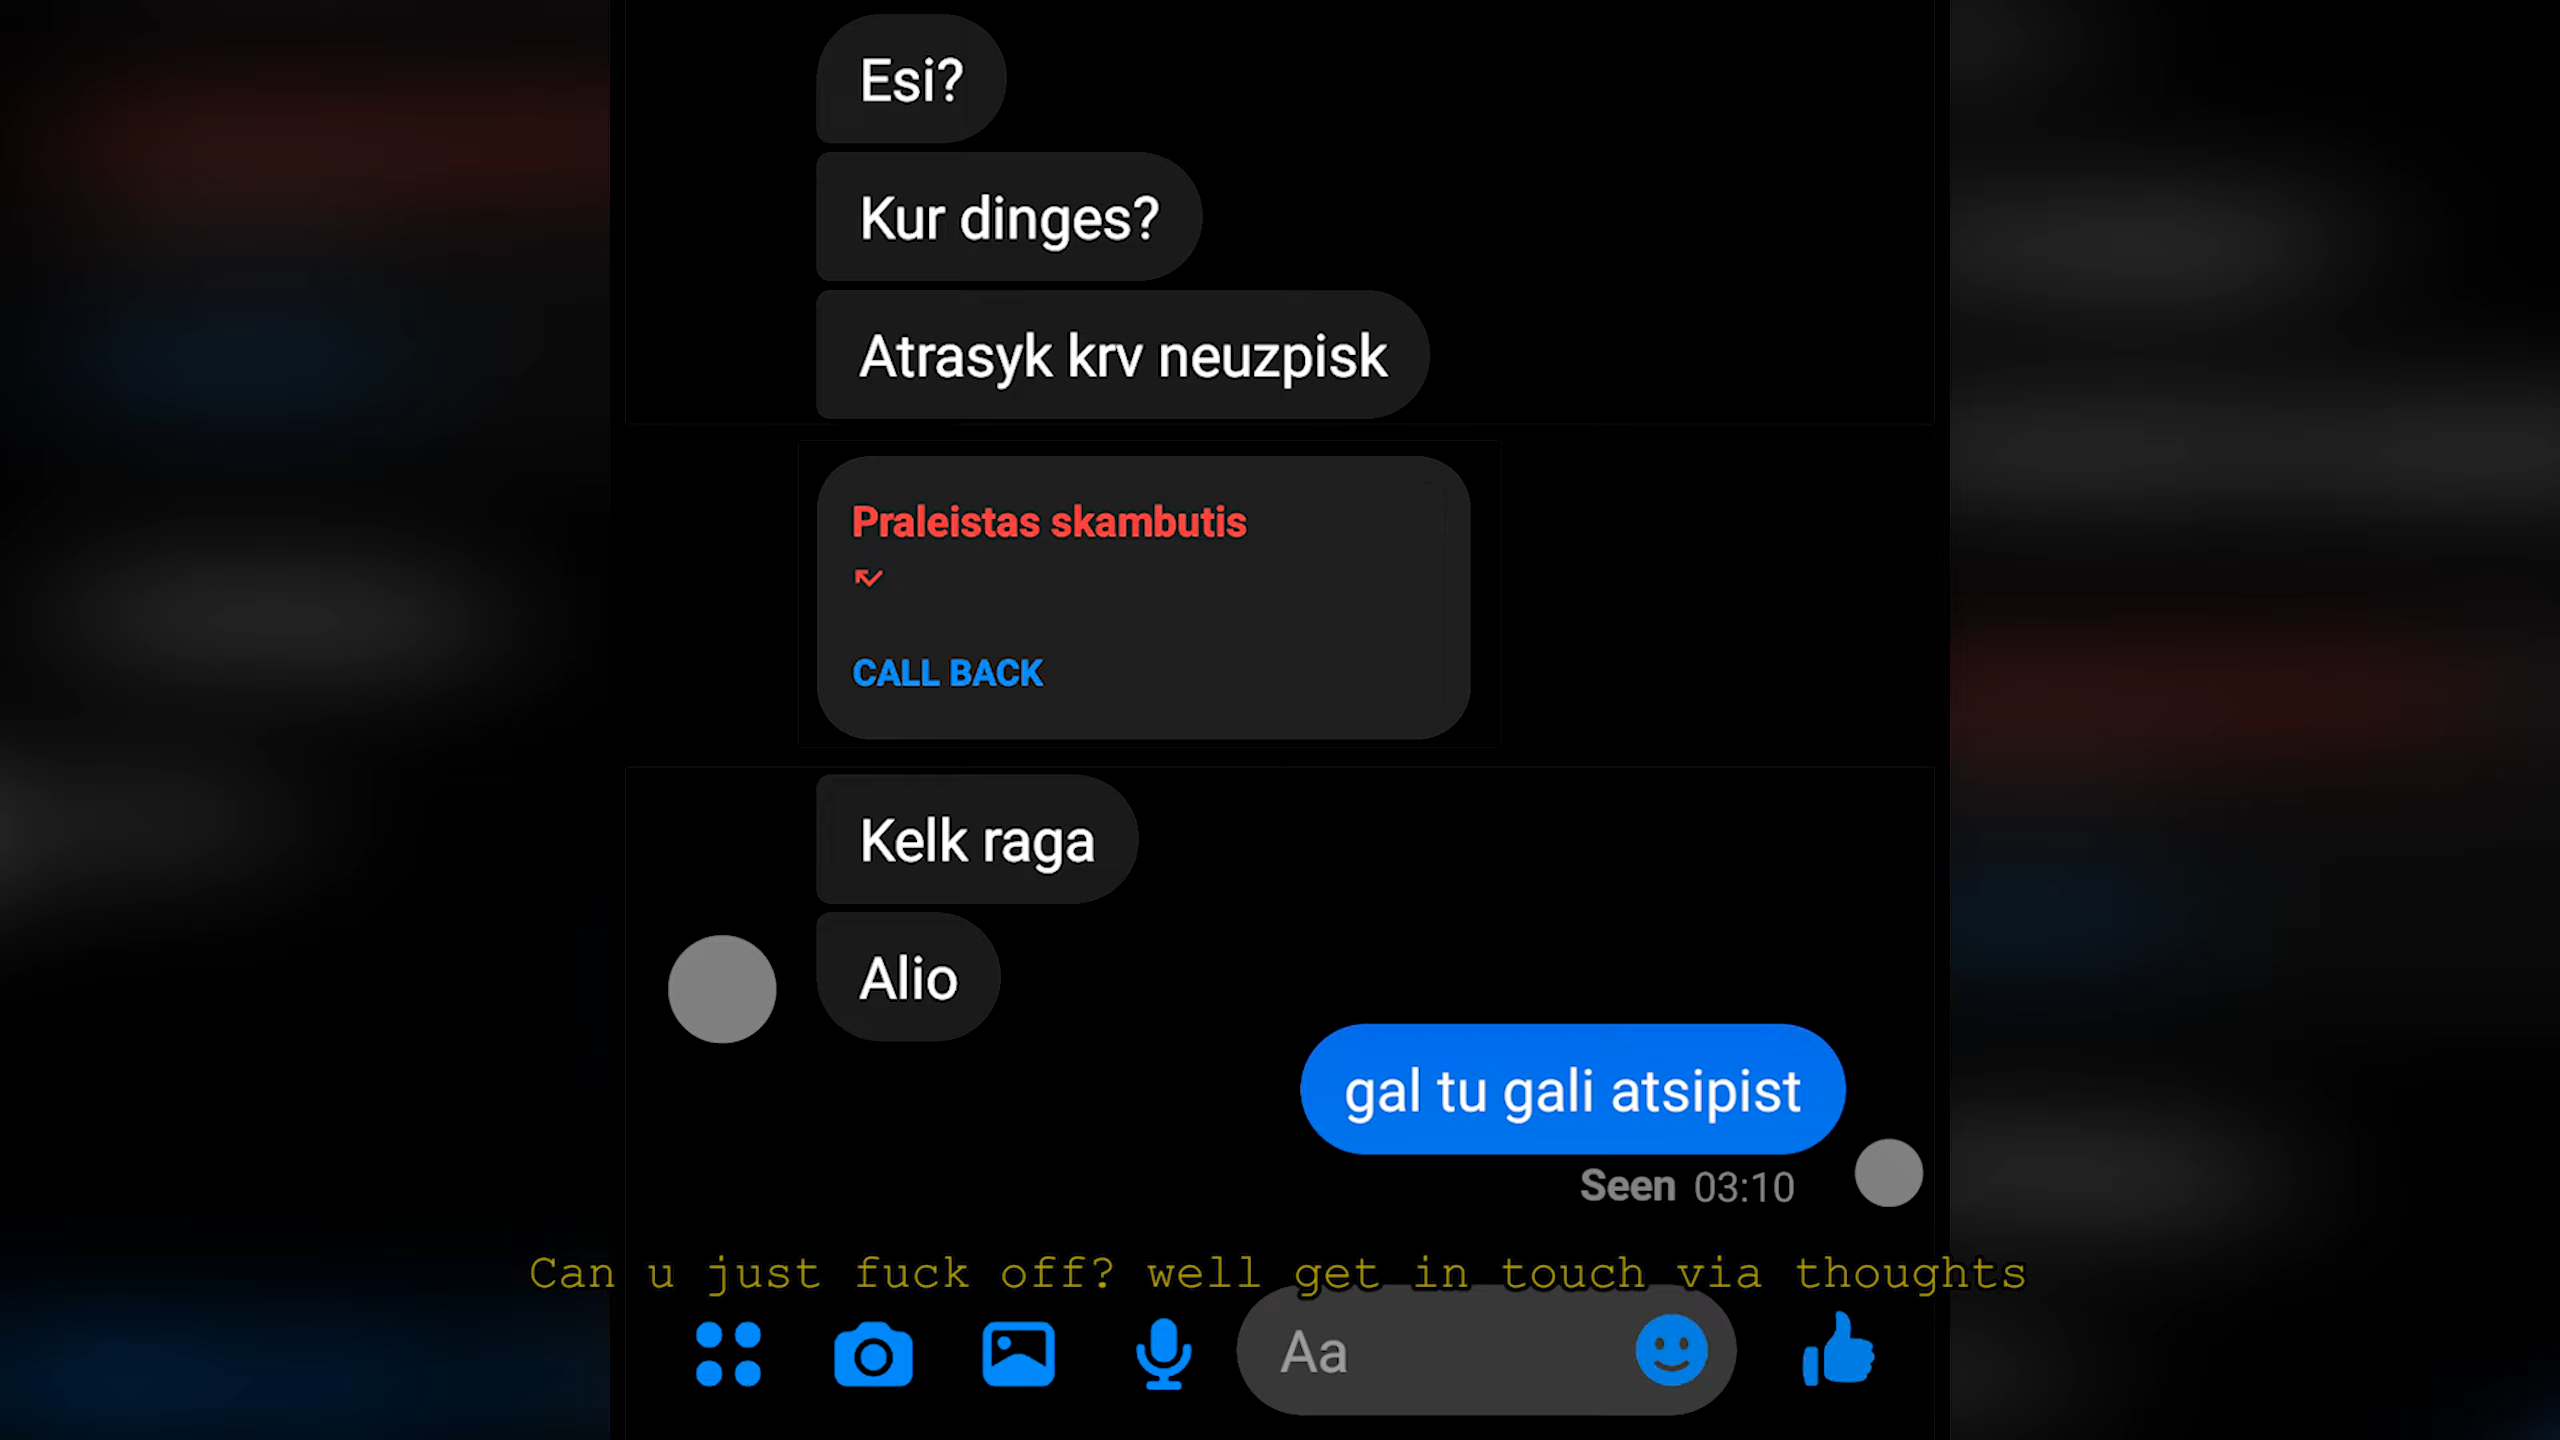 Esi?
Kur dinges?
Atrasyk krv neuzpisk
Praleistas skambutis
CALL BACK
Kelk raga
Alio
gal tu gali atsipist
Seen 03:10
Can u just fuck off? well get in touch via thoughts
Aa